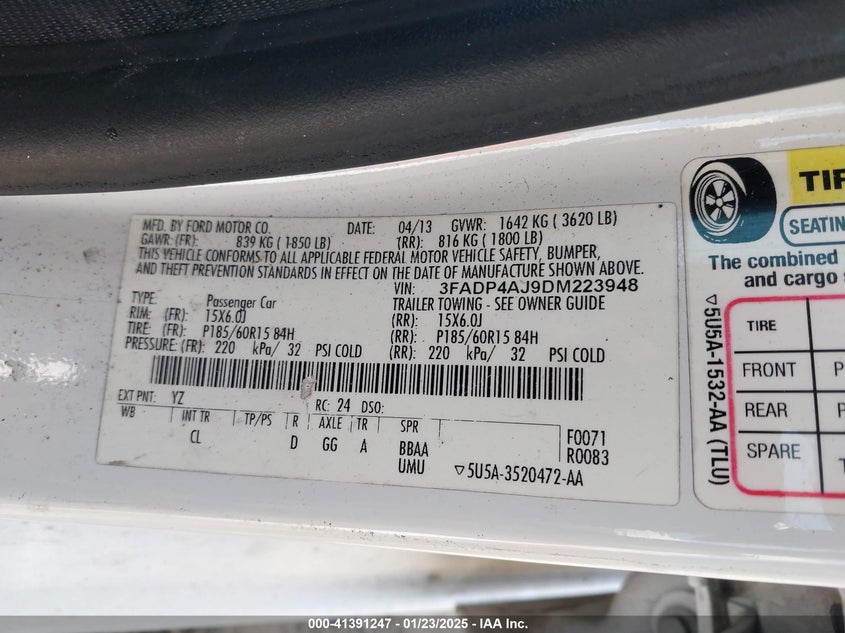 MFD. BY FORD MOTOR CO. DATE: 04/13 GVWR: 1642 KG ( 3620 LB)
GAWR: (FR): 839 KG ( 1850 LB) (RR): 816 KG ( 1800 LB)
THIS VEHICLE CONFORMS TO ALL APPLICABLE FEDERAL MOTOR VEHICLE SAFETY, BUMPER,
AND THEFT PREVENTION STANDARDS IN EFFECT ON THE DATE OF MANUFACTURE SHOWN ABOVE.
VIN: 3FADP4AJ9DM223948
TYPE: Passenger Car TRAILER TOWING - SEE OWNER GUIDE
RIM: (FR): 15X6.0J (RR): 15X6.0J
TIRE: (FR): P185/60R15 84H (RR): P185/60R15 84H
PRESSURE: (FR): 220 kPa/ 32 PSI COLD (RR): 220 kPa/ 32 PSI COLD
EXT PNT: YZ RC: 24 DSO:
WB INT TR TP/PS R AXLE TR SPR F0071
CL D GG A BBAA R0083
UMU ▽5U5A-3520472-AA
▽5U5A-1532-AA (TLU)
SEATING
The combined
and cargo
TIRE
FRONT P
REAR P
SPARE T
000-41391247 - 01/23/2025 - IAAI.com